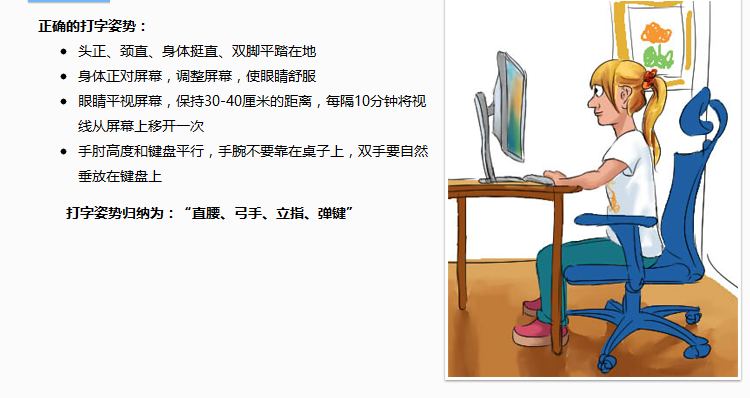 正确的打字姿势：
头正、颈直、身体挺直、双脚平踏在地
身体正对屏幕，调整屏幕，使眼睛舒服
眼睛平视屏幕，保持30-40厘米的距离，每隔10分钟将视
线从屏幕上移开一次
手肘高度和键盘平行，手腕不要靠在桌子上，双手要自然
垂放在键盘上
打字姿势归纳为：“直腰、弓手、立指、弹键”